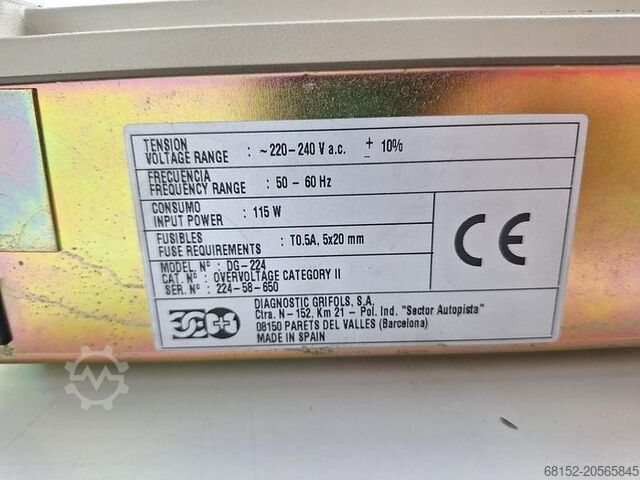 TENSION
VOLTAGE RANGE : ~220-240 V a.c. ± 10%
FRECUENCIA
FREQUENCY RANGE : 50 - 60 Hz
CONSUMO
INPUT POWER : 115 W
FUSIBLES
FUSE REQUIREMENTS : T0.5A, 5x20 mm
MODEL. Nº : DG-224
CAT. Nº : OVERVOLTAGE CATEGORY II
SER. Nº : 224-58-650
CE
DIAGNOSTIC GRIFOLS, S.A.
Ctra. N-152, Km 21 - Pol. Ind. "Sector Autopista"
08150 PARETS DEL VALLES (Barcelona)
MADE IN SPAIN
68152-20565845